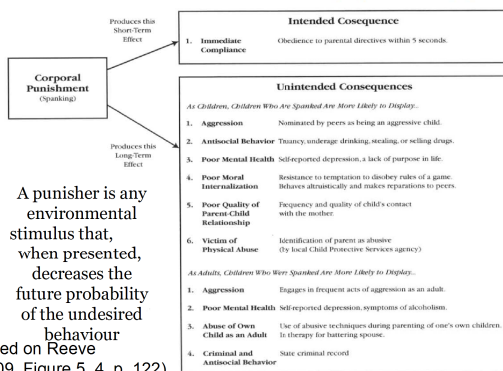 Produces this
Short-Term
Effect
Intended Cosequence
1. Immediate Compliance Obedience to parental directives within 5 seconds.
Corporal
Punishment
(Spanking)
Produces this
Long-Term
Effect
Unintended Consequences
As Children, Children Who Are Spanked Are More Likely to Display..
1. Aggression Nominated by peers as being an aggressive child.
2. Antisocial Behavior Truancy, underage drinking, stealing, or selling drugs.
3. Poor Mental Health Self-reported depression, a lack of purpose in life.
4. Poor Moral Resistance to temptation to disobey rules of a game.
Internalization Behaves altruistically and makes reparations to peers.
5. Poor Quality of Frequency and quality of child's contact
Parent-Child with the mother.
Relationship
6. Victim of Identification of parent as abusive
Physical Abuse (by local Child Protective Services agency)
As Adults, Children Who Were Spanked Are More Likely to Display...
1. Aggression Engages in frequent acts of aggression as an adult.
2. Poor Mental Health Self-reported depression, symptoms of alcoholism.
3. Abuse of Own Use of abusive techniques during parenting of one's own children.
Child as an Adult In therapy for battering spouse.
4. Criminal and State criminal record
Antisocial Behavior
A punisher is any
environmental
stimulus that,
when presented,
decreases the
future probability
of the undesired
behaviour
ed on Reeve
09, Figure 5. 4, p. 122)